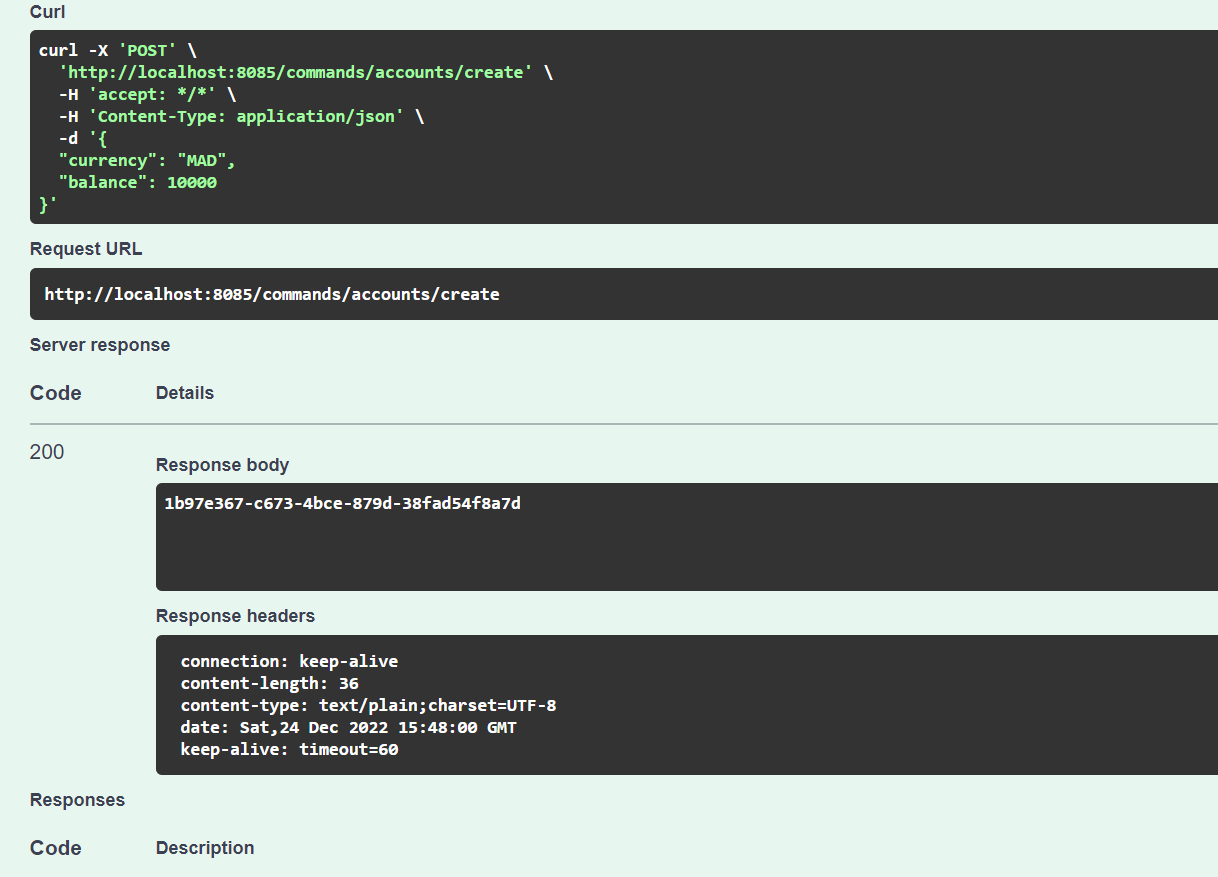 Curl
curl -X 'POST' \
'http://localhost:8085/commands/accounts/create' \
-H 'accept: */*' \
-H 'Content-Type: application/json' \
-d '{
"currency": "MAD",
"balance": 10000
}'
Request URL
http://localhost:8085/commands/accounts/create
Server response
Code Details
200
Response body
1b97e367-c673-4bce-879d-38fad54f8a7d
Response headers
connection: keep-alive
content-length: 36
content-type: text/plain;charset=UTF-8
date: Sat,24 Dec 2022 15:48:00 GMT
keep-alive: timeout=60
Responses
Code Description